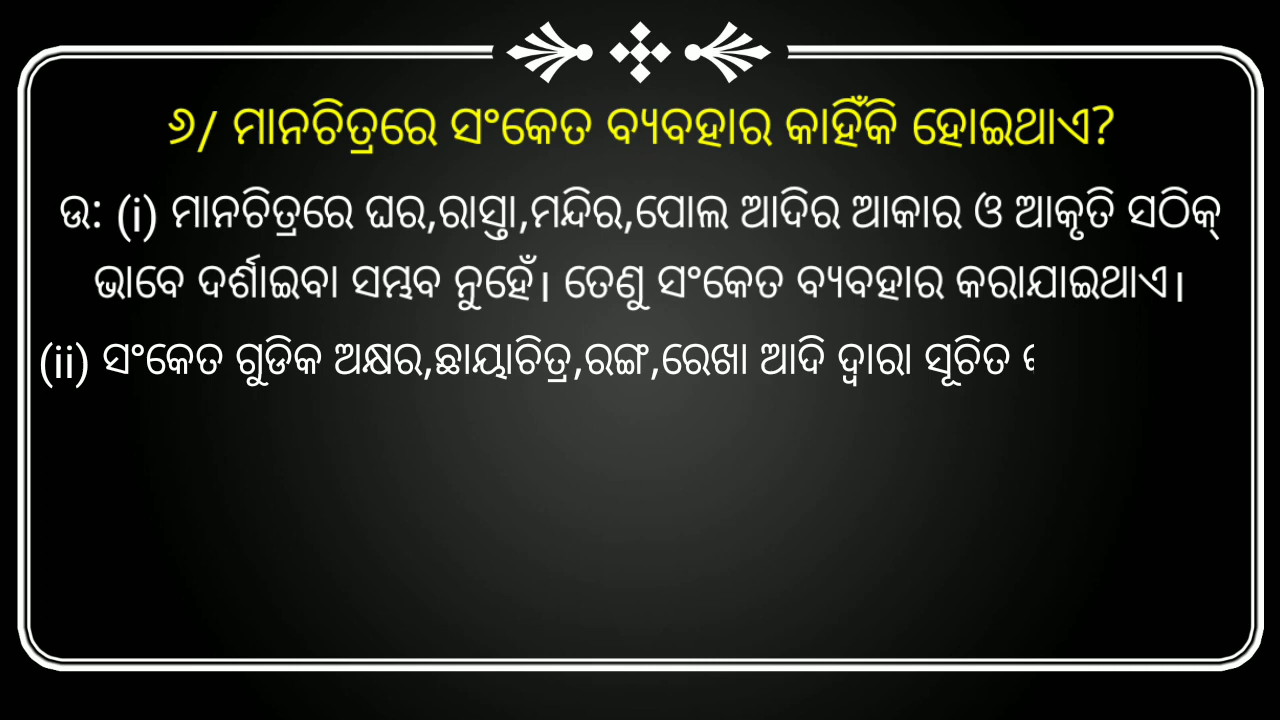 ୬/ ମାନଚିତ୍ରରେ ସଂକେତ ବ୍ୟବହାର କାହିଁକି ହୋଇଥାଏ?
ଉ: (i) ମାନଚିତ୍ରରେ ଘର,ରାସ୍ତା,ମନ୍ଦିର,ପୋଲ ଆଦିର ଆକାର ଓ ଆକୃତି ସଠିକ୍
ଭାବେ ଦର୍ଶାଇବା ସମ୍ଭବ ନୁହେଁ। ତେଣୁ ସଂକେତ ବ୍ୟବହାର କରାଯାଇଥାଏ।
(ii) ସଂକେତ ଗୁଡିକ ଅକ୍ଷର,ଛାୟାଚିତ୍ର,ରଙ୍ଗ,ରେଖା ଆଦି ଦ୍ୱାରା ସୂଚିତ